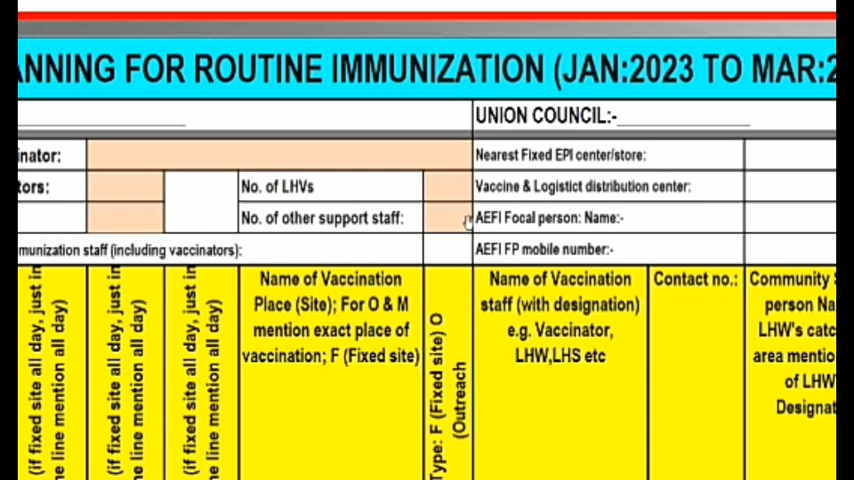 ANNING FOR ROUTINE IMMUNIZATION (JAN:2023 TO MAR:2
UNION COUNCIL:-
inator:
Nearest Fixed EPI center/store:
tors:
No. of LHVs
Vaccine & Logistict distribution center:
No. of other support staff:
AEFI Focal person: Name:-
munization staff (including vaccinators):
AEFI FP mobile number:-
(if fixed site all day, just in
he line mention all day)
(if fixed site all day, just in
he line mention all day)
(if fixed site all day, just in
he line mention all day)
Name of Vaccination
Place (Site); For O & M
mention exact place of
vaccination; F (Fixed site)
Type: F (Fixed site) O
(Outreach
Name of Vaccination
staff (with designation)
e.g. Vaccinator,
LHW,LHS etc
Contact no.:
Community S
person Na
LHW's catc
area mentio
of LHW
Designat